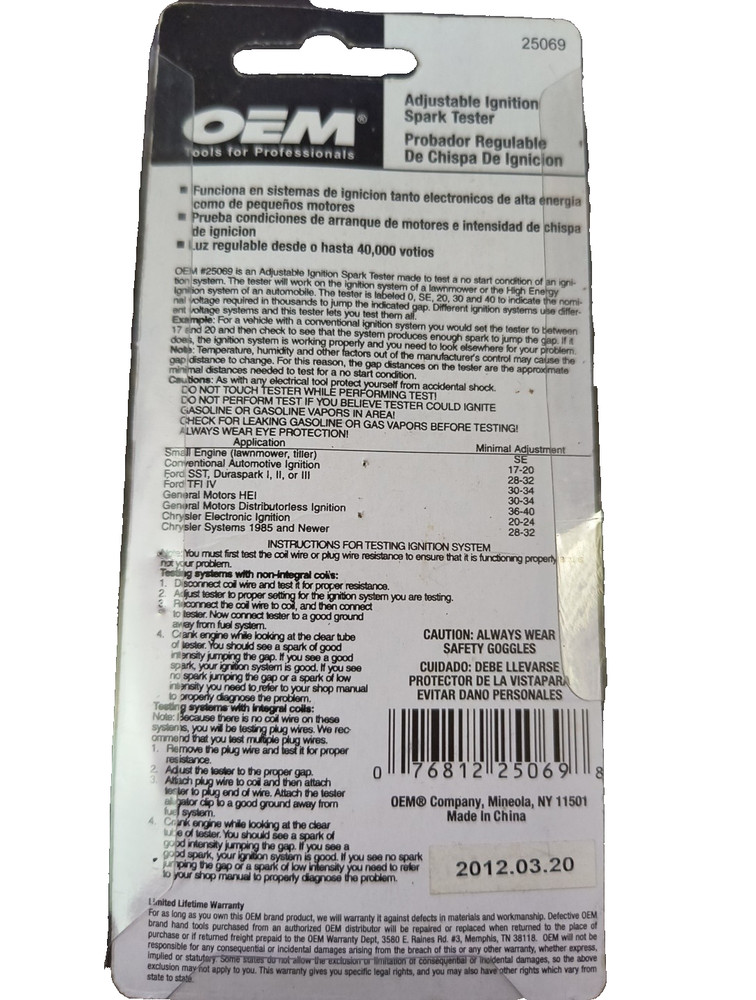 25069
OEM®
Tools for Professionals
Adjustable Ignition
Spark Tester
Probador Regulable
De Chispa De Ignicion
Funciona en sistemas de ignicion tanto electronicos de alta energia
como de pequeños motores
Prueba condiciones de arranque de motores e intensidad de chispa
de ignicion
Luz regulable desde o hasta 40,000 votios
OEM #25069 is an Adjustable Ignition Spark Tester made to test a no start condition of an igni-
tion system. The tester will work on the ignition system of a lawnmower or the High Energy
Ignition system of an automobile. The tester is labeled 0, SE, 20, 30 and 40 to indicate the nomi-
nal voltage required in thousands to jump the indicated gap. Different ignition systems use differ-
ent voltage systems and this tester lets you test them all.
Example: For a vehicle with a conventional ignition system you would set the tester to between
17 and 20 and then check to see that the system produces enough spark to jump the gap. If it
does, the ignition system is working properly and you need to look elsewhere for your problem.
Note: Temperature, humidity and other factors out of the manufacturer's control may cause the
gap distance to change. For this reason, the gap distances on the tester are the approximate
minimal distances needed to test for a no start condition.
Cautions: As with any electrical tool protect yourself from accidental shock.
DO NOT TOUCH TESTER WHILE PERFORMING TEST!
DO NOT PERFORM TEST IF YOU BELIEVE TESTER COULD IGNITE
GASOLINE OR GASOLINE VAPORS IN AREA!
CHECK FOR LEAKING GASOLINE OR GAS VAPORS BEFORE TESTING!
ALWAYS WEAR EYE PROTECTION!
Application Minimal Adjustment
Small Engine (lawnmower, tiller) SE
Conventional Automotive Ignition 17-20
Ford SST, Duraspark I, II, or III 28-32
Ford TFI IV 30-34
General Motors HEI 30-34
General Motors Distributorless Ignition 36-40
Chrysler Electronic Ignition 20-24
Chrysler Systems 1985 and Newer 28-32
INSTRUCTIONS FOR TESTING IGNITION SYSTEM
Note: You must first test the coil wire or plug wire resistance to ensure that it is functioning properly
not your problem.
Testing systems with non-integral coils:
1. Disconnect coil wire and test it for proper resistance.
2. Adjust tester to proper setting for the ignition system you are testing.
3. Reconnect the coil wire to coil, and then connect
to tester. Now connect tester to a good ground
away from fuel system.
4. Crank engine while looking at the clear tube
of tester. You should see a spark of good
intensity jumping the gap. If you see a good
spark, your ignition system is good. If you see
no spark jumping the gap or a spark of low
intensity you need to refer to your shop manual
to properly diagnose the problem.
Testing systems with integral coils:
Note: Because there is no coil wire on these
systems, you will be testing plug wires. We rec-
ommend that you test multiple plug wires.
1. Remove the plug wire and test it for proper
resistance.
2. Adjust the tester to the proper gap.
3. Attach plug wire to coil and then attach
tester to plug end of wire. Attach the tester
alligator clip to a good ground away from
fuel system.
4. Crank engine while looking at the clear
tube of tester. You should see a spark of
good intensity jumping the gap. If you see a
good spark, your ignition system is good. If you see no spark
jumping the gap or a spark of low intensity you need to refer
to your shop manual to properly diagnose the problem.
CAUTION: ALWAYS WEAR
SAFETY GOGGLES
CUIDADO: DEBE LLEVARSE
PROTECTOR DE LA VISTAPARA
EVITAR DANO PERSONALES
0 76812 25069 8
OEM® Company, Mineola, NY 11501
Made In China
2012.03.20
Limited Lifetime Warranty
For as long as you own this OEM brand product, we will warranty it against defects in materials and workmanship. Defective OEM
brand hand tools purchased from an authorized OEM distributor will be repaired or replaced when returned to the place of
purchase or if returned freight prepaid to the OEM Warranty Dept, 3580 E. Raines Rd. #3, Memphis, TN 38118. OEM will not be
responsible for any consequential or incidental damages arising from the breach of this or any other warranty, whether express,
implied or statutory. Some states do not allow the exclusion or limitation of consequential or incidental damages, so the above
exclusion may not apply to you. This warranty gives you specific legal rights, and you may also have other rights which vary from
state to state.